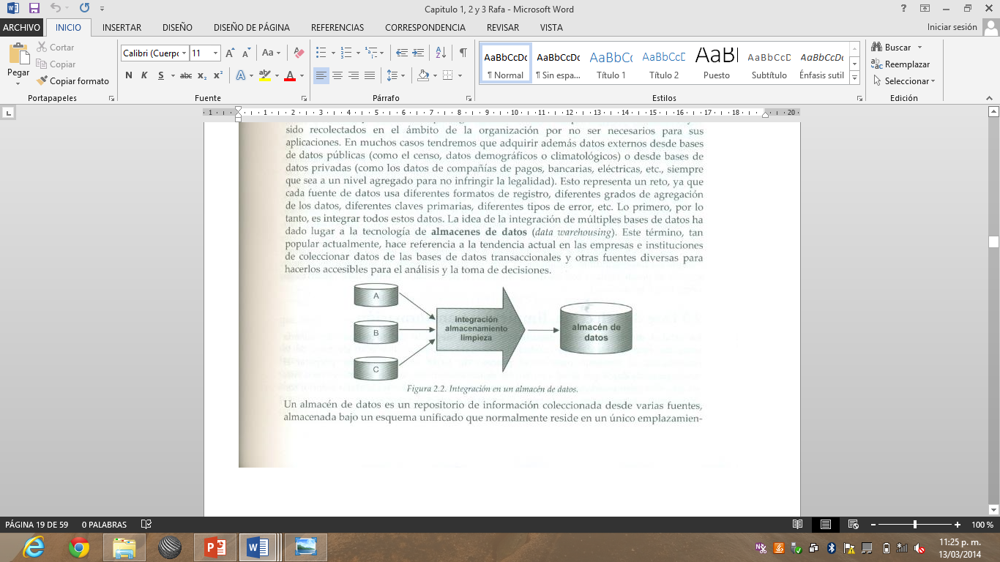 Capitulo 1, 2 y 3 Rafa - Microsoft Word
ARCHIVO INICIO INSERTAR DISEÑO DISEÑO DE PÁGINA REFERENCIAS CORRESPONDENCIA REVISAR VISTA Iniciar sesión
Pegar
Cortar
Copiar
Copiar formato
Portapapeles
Calibri (Cuerpo 11
N K S abc x₂ x²
Fuente
Párrafo
AaBbCcDc AaBbCcDc AaBbCc AaBbCcD AaB AaBbCcD AaBbCcDc
¶ Normal ¶ Sin espa... Título 1 Título 2 Puesto Subtítulo Énfasis sutil
Estilos
Buscar
Reemplazar
Seleccionar
Edición
1 1 2 3 4 5 6 7 8 9 10 11 12 13 14 15 16 17 18 20
sido recolectados en el ámbito de la organización por no ser necesarios para sus
aplicaciones. En muchos casos tendremos que adquirir además datos externos desde bases
de datos públicas (como el censo, datos demográficos o climatológicos) o desde bases de
datos privadas (como los datos de compañías de pagos, bancarias, eléctricas, etc., siempre
que sea a un nivel agregado para no infringir la legalidad). Esto representa un reto, ya que
cada fuente de datos usa diferentes formatos de registro, diferentes grados de agregación
de los datos, diferentes claves primarias, diferentes tipos de error, etc. Lo primero, por lo
tanto, es integrar todos estos datos. La idea de la integración de múltiples bases de datos ha
dado lugar a la tecnología de almacenes de datos (data warehousing). Este término, tan
popular actualmente, hace referencia a la tendencia actual en las empresas e instituciones
de coleccionar datos de las bases de datos transaccionales y otras fuentes diversas para
hacerlos accesibles para el análisis y la toma de decisiones.
A
B
C
integración
almacenamiento
limpieza
almacén de
datos
Figura 2.2. Integración en un almacén de datos.
Un almacén de datos es un repositorio de información coleccionada desde varias fuentes,
almacenada bajo un esquema unificado que normalmente reside en un único emplazamien-
PÁGINA 19 DE 59 0 PALABRAS 100 %
11:25 p. m.
13/03/2014